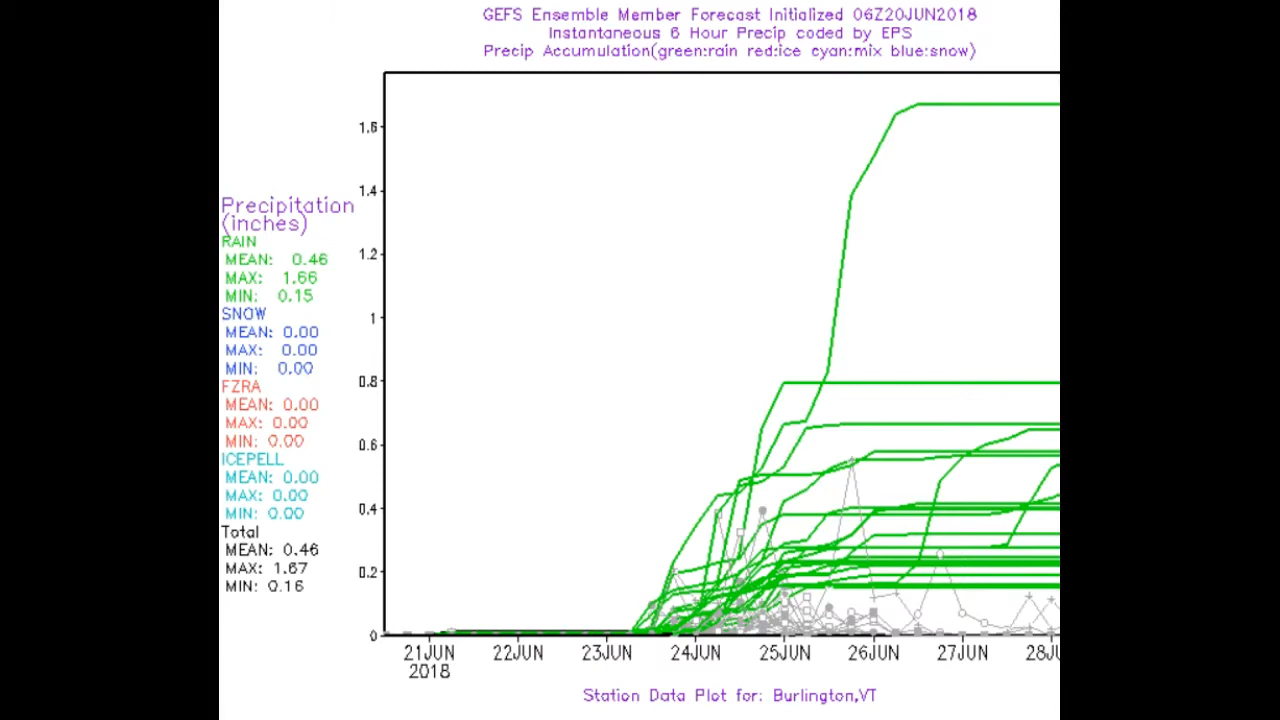 GEFS Ensemble Member Forecast Initialized 06Z20JUN2018
Instantaneous 6 Hour Precip coded by EPS
Precip Accumulation(green:rain red:ice cyan:mix blue:snow)
Precipitation
(inches)
RAIN
MEAN: 0.46
MAX: 1.66
MIN: 0.15
SNOW
MEAN: 0.00
MAX: 0.00
MIN: 0.00
FZRA
MEAN: 0.00
MAX: 0.00
MIN: 0.00
ICEPELL
MEAN: 0.00
MAX: 0.00
MIN: 0.00
Total
MEAN: 0.46
MAX: 1.67
MIN: 0.16
1.6
1.4
1.2
1
0.8
0.6
0.4
0.2
0
21JUN 22JUN 23JUN 24JUN 25JUN 26JUN 27JUN 28JU
2018
Station Data Plot for: Burlington,VT